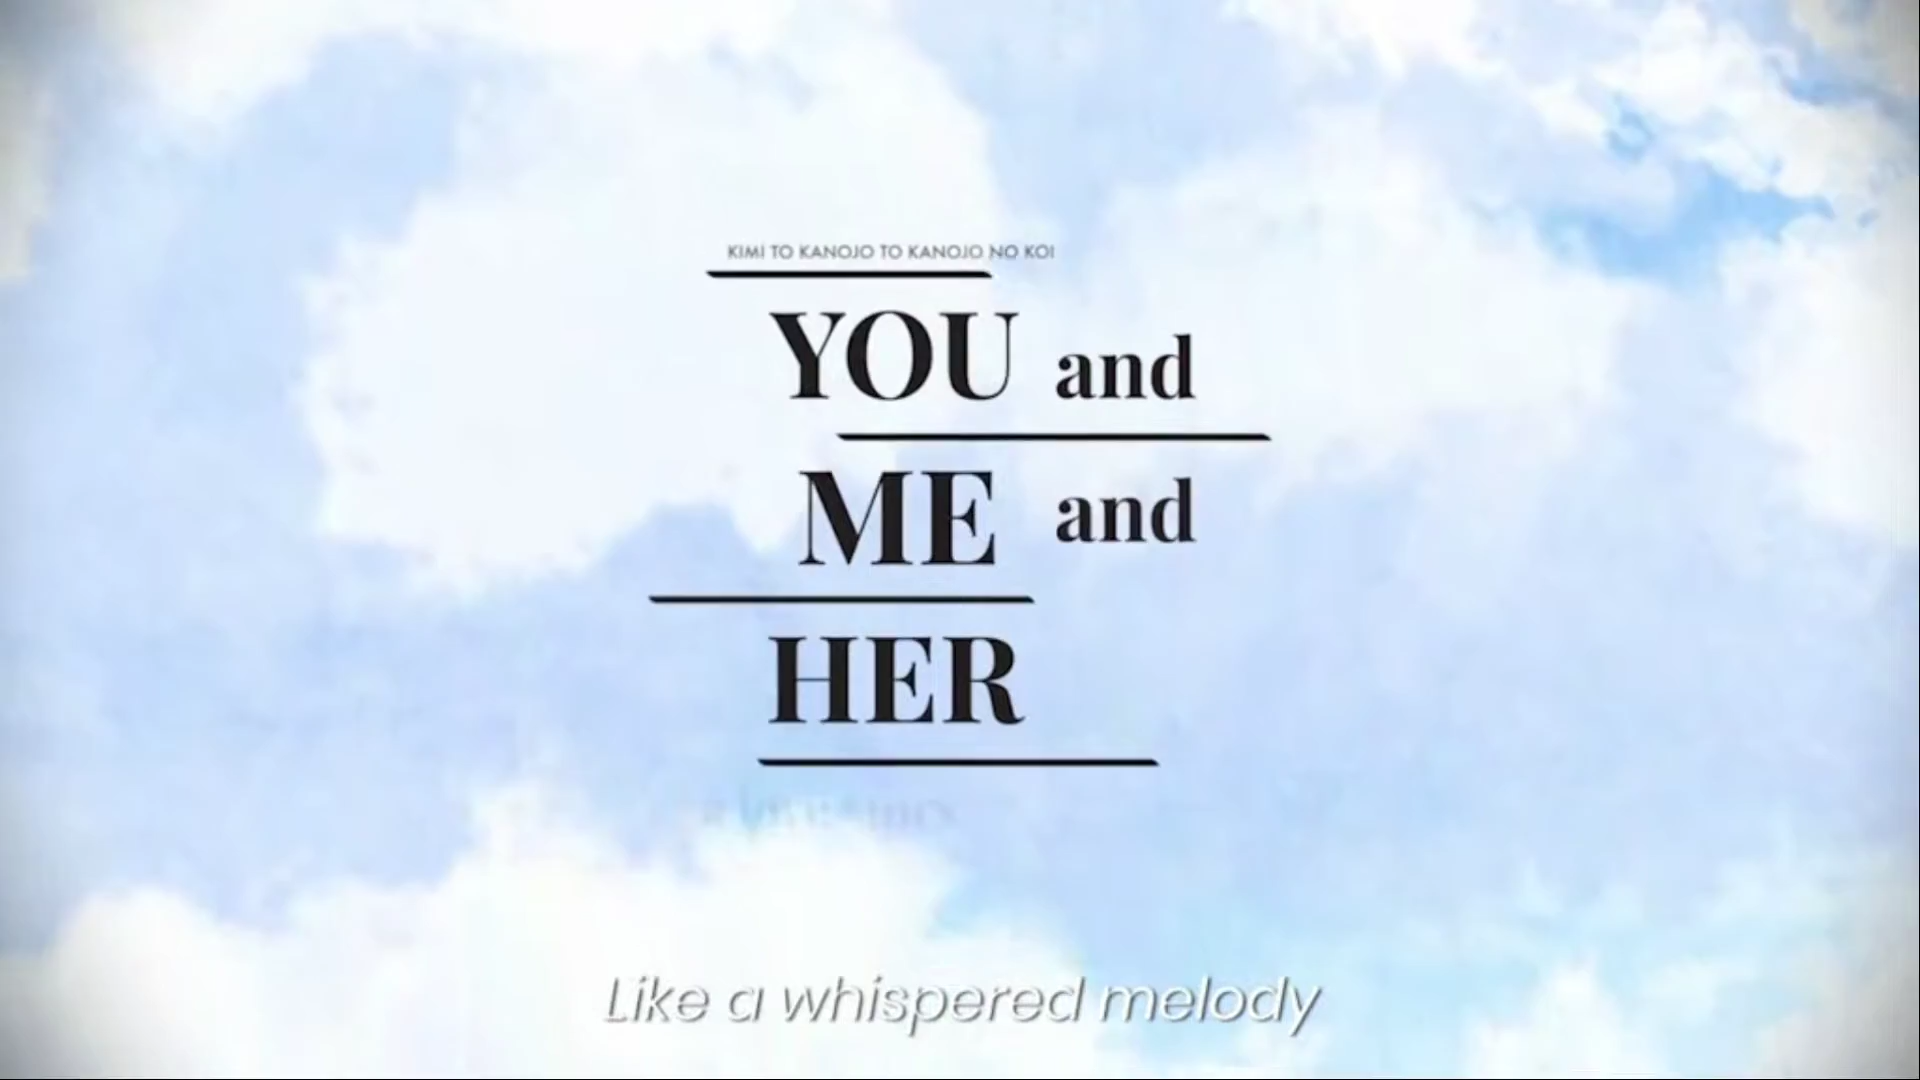 KIMI TO KANOJO TO KANOJO NO KOI
YOU and
ME and
HER
Like a whispered melody